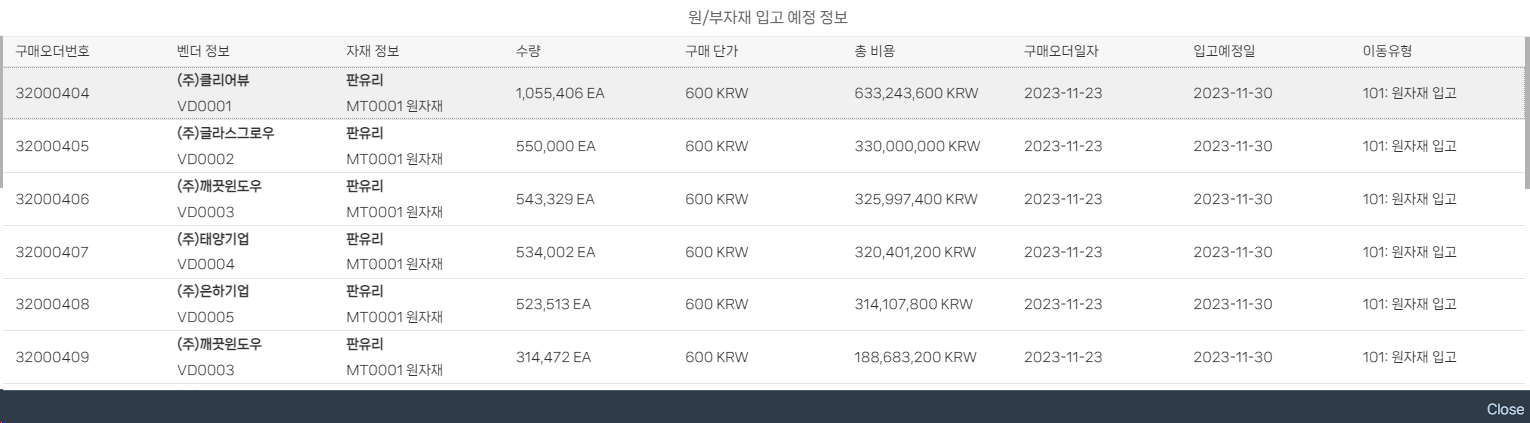 원/부자재 입고 예정 정보
구매오더번호 벤더 정보 자재 정보 수량 구매 단가 총 비용 구매오더일자 입고예정일 이동유형
(주)클리어뷰 판유리
32000404 1,055,406 EA 600 KRW 633,243,600 KRW 2023-11-23 2023-11-30 101: 원자재 입고
VD0001 MT0001 원자재
(주)글라스그로우 판유리
32000405 550,000 EA 600 KRW 330,000,000 KRW 2023-11-23 2023-11-30 101: 원자재 입고
VD0002 MT0001 원자재
(주)깨끗윈도우 판유리
32000406 543,329 EA 600 KRW 325,997,400 KRW 2023-11-23 2023-11-30 101: 원자재 입고
VD0003 MT0001 원자재
(주)태양기업 판유리
32000407 534,002 EA 600 KRW 320,401,200 KRW 2023-11-23 2023-11-30 101: 원자재 입고
VD0004 MT0001 원자재
(주)은하기업 판유리
32000408 523,513 EA 600 KRW 314,107,800 KRW 2023-11-23 2023-11-30 101: 원자재 입고
VD0005 MT0001 원자재
(주)깨끗윈도우 판유리
32000409 314,472 EA 600 KRW 188,683,200 KRW 2023-11-23 2023-11-30 101: 원자재 입고
VD0003 MT0001 원자재
Close